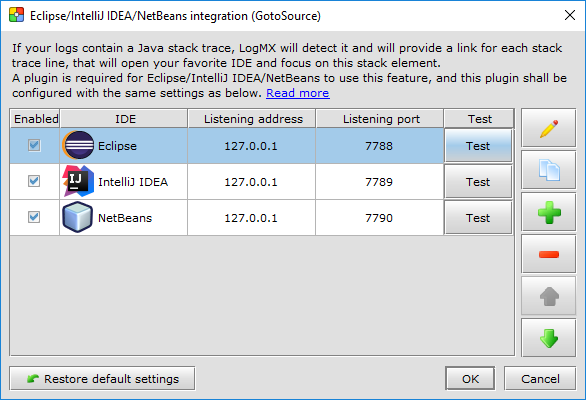 Eclipse/IntelliJ IDEA/NetBeans integration (GotoSource)
If your logs contain a Java stack trace, LogMX will detect it and will provide a link for each stack
trace line, that will open your favorite IDE and focus on this stack element.
A plugin is required for Eclipse/IntelliJ IDEA/NetBeans to use this feature, and this plugin shall be
configured with the same settings as below. Read more
Enabled IDE Listening address Listening port Test
Eclipse 127.0.0.1 7788 Test
IJ IntelliJ IDEA 127.0.0.1 7789 Test
NetBeans 127.0.0.1 7790 Test
Restore default settings OK Cancel